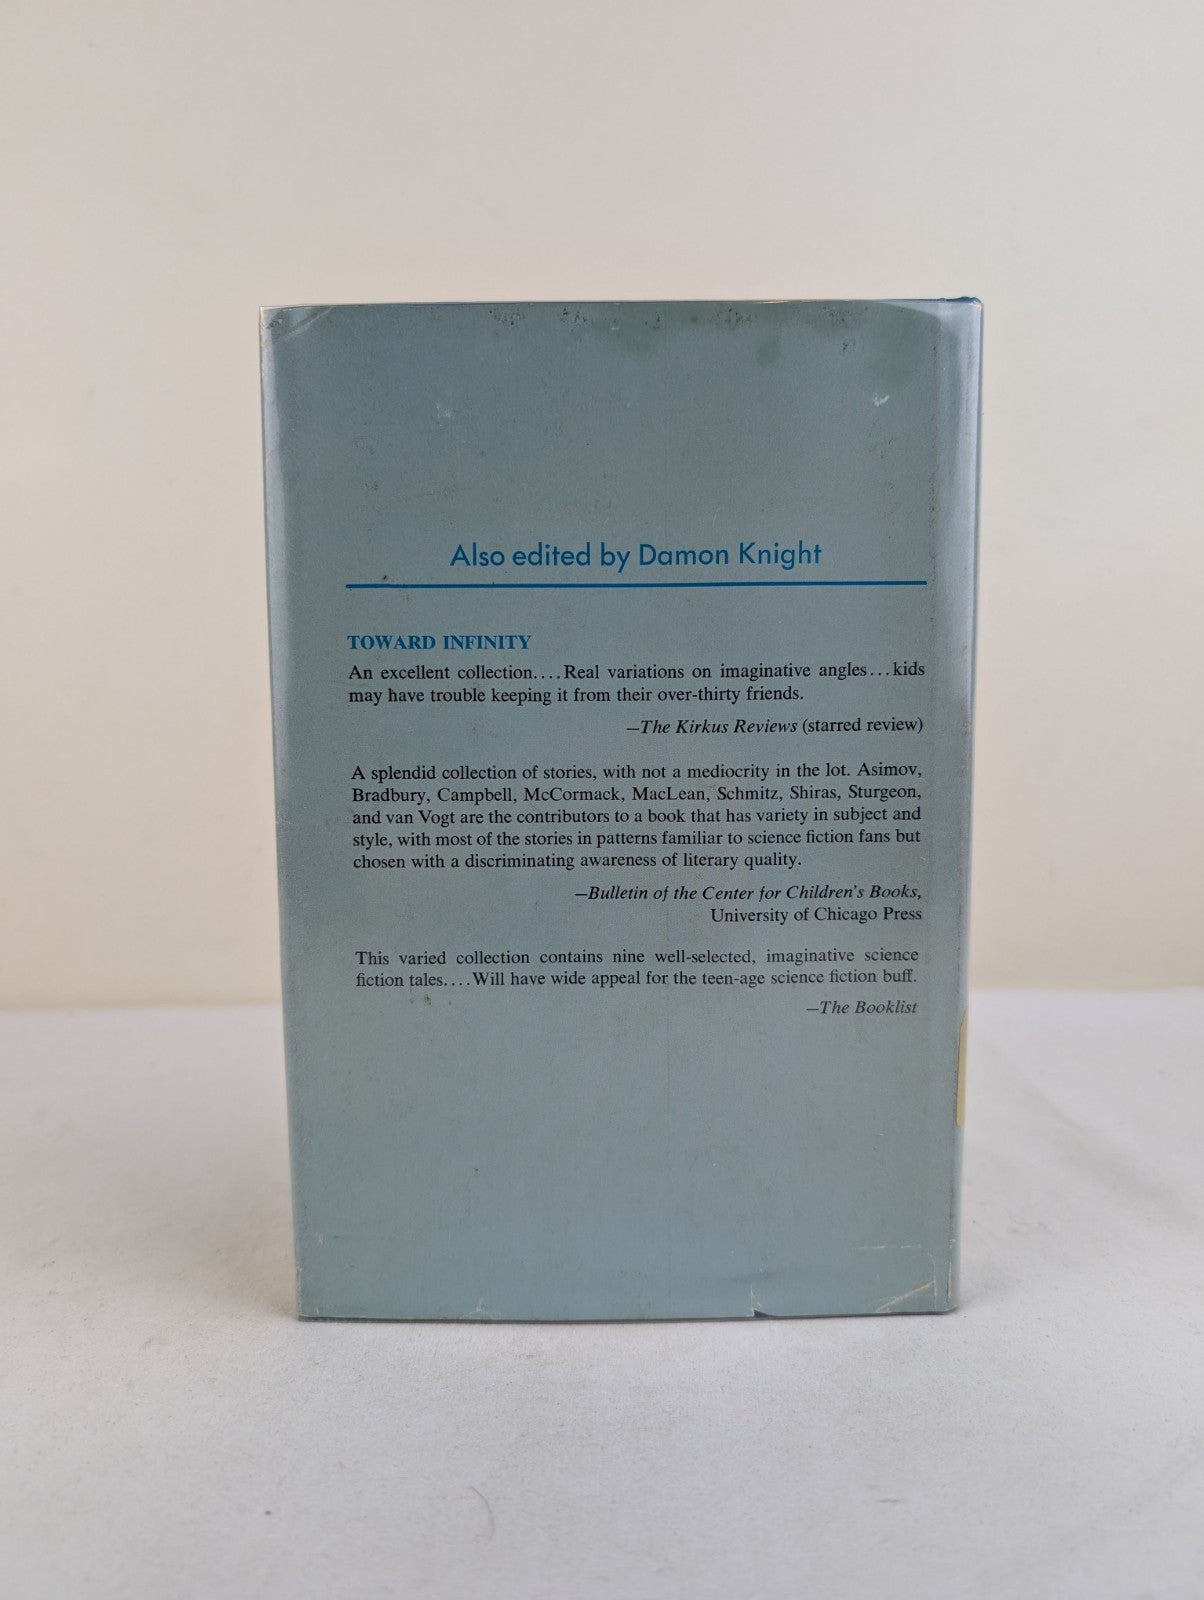 Also edited by Damon Knight
TOWARD INFINITY
An excellent collection....Real variations on imaginative angles...kids
may have trouble keeping it from their over-thirty friends.
—The Kirkus Reviews (starred review)
A splendid collection of stories, with not a mediocrity in the lot. Asimov,
Bradbury, Campbell, McCormack, MacLean, Schmitz, Shiras, Sturgeon,
and van Vogt are the contributors to a book that has variety in subject and
style, with most of the stories in patterns familiar to science fiction fans but
chosen with a discriminating awareness of literary quality.
—Bulletin of the Center for Children's Books,
University of Chicago Press
This varied collection contains nine well-selected, imaginative science
fiction tales....Will have wide appeal for the teen-age science fiction buff.
—The Booklist